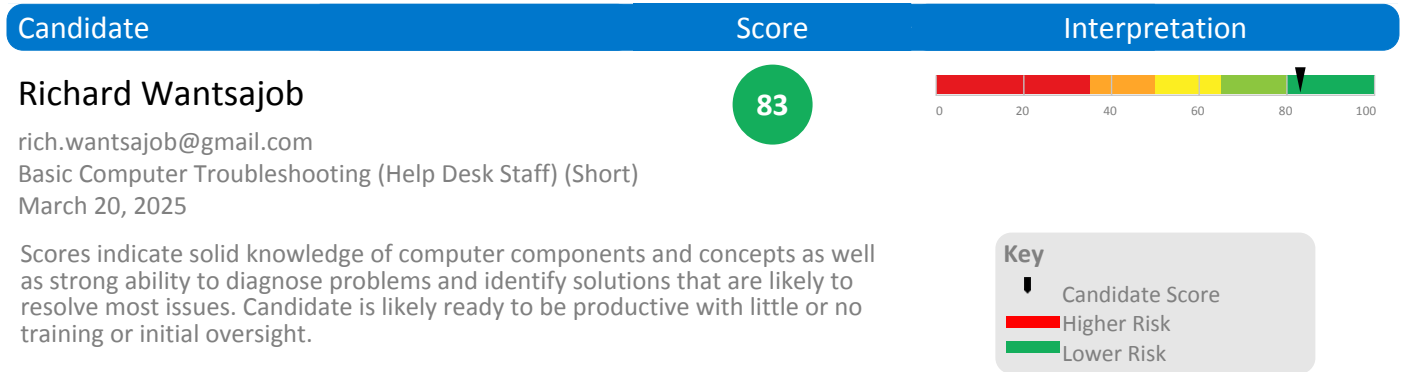 Candidate Score Interpretation
Richard Wantsajob
83
0 20 40 60 80 100
rich.wantsajob@gmail.com
Basic Computer Troubleshooting (Help Desk Staff) (Short)
March 20, 2025
Scores indicate solid knowledge of computer components and concepts as well
as strong ability to diagnose problems and identify solutions that are likely to
resolve most issues. Candidate is likely ready to be productive with little or no
training or initial oversight.
Key
Candidate Score
Higher Risk
Lower Risk